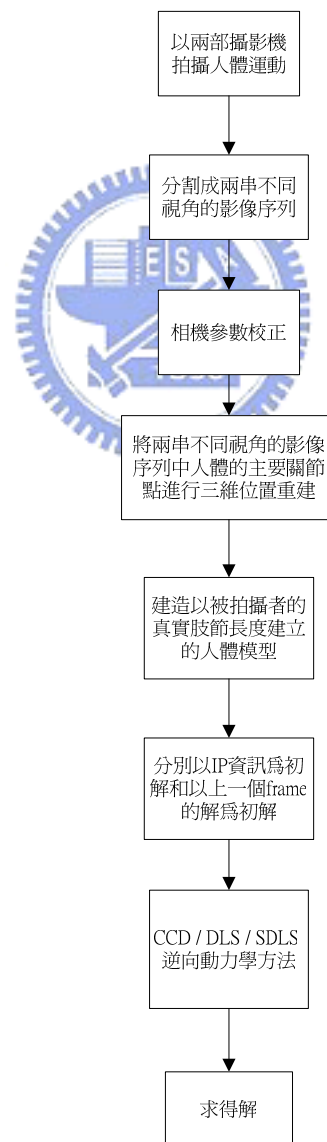 以兩部攝影機
拍攝人體運動
分割成兩串不同
視角的影像序列
E S
相機參數校正
將兩串不同視角的影像
序列中人體的主要關節
點進行三維位置重建
建造以被拍攝者的
真實肢節長度建立
的人體模型
分別以IP資訊為初
解和以上一個frame
的解為初解
CCD / DLS / SDLS
逆向動力學方法
求得解